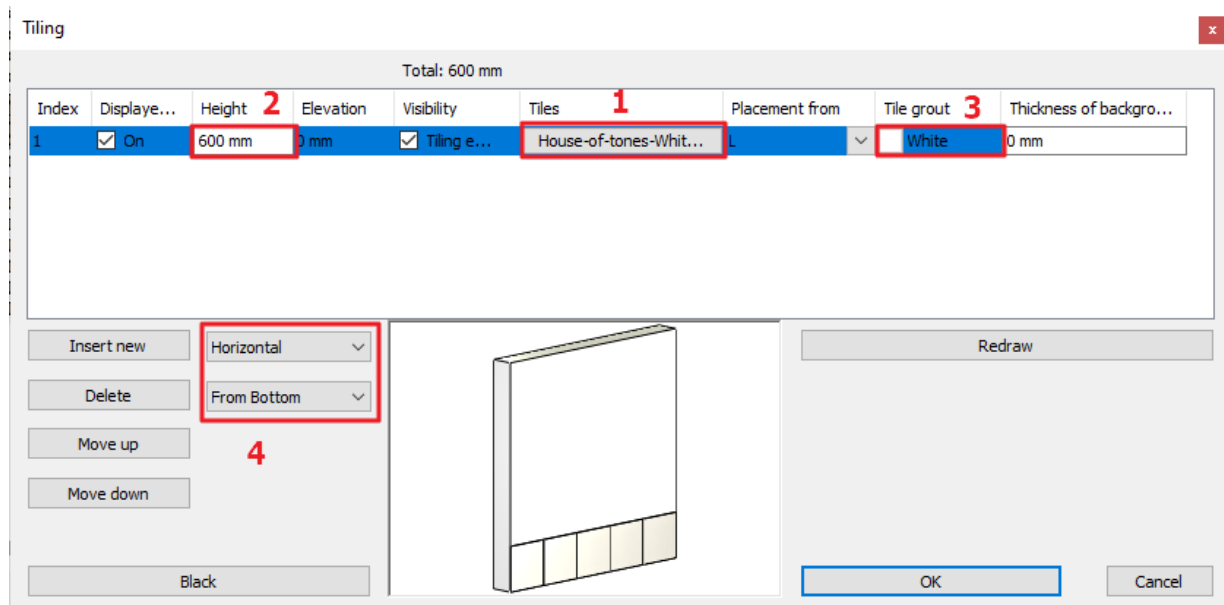 Tiling
x
Total: 600 mm
Index Displaye... Height 2 Elevation Visibility Tiles 1 Placement from Tile grout 3 Thickness of backgro...
1 On 600 mm 0 mm Tiling e... House-of-tones-Whit... L White 0 mm
Insert new Horizontal Redraw
Delete From Bottom
Move up 4
Move down
Black OK Cancel